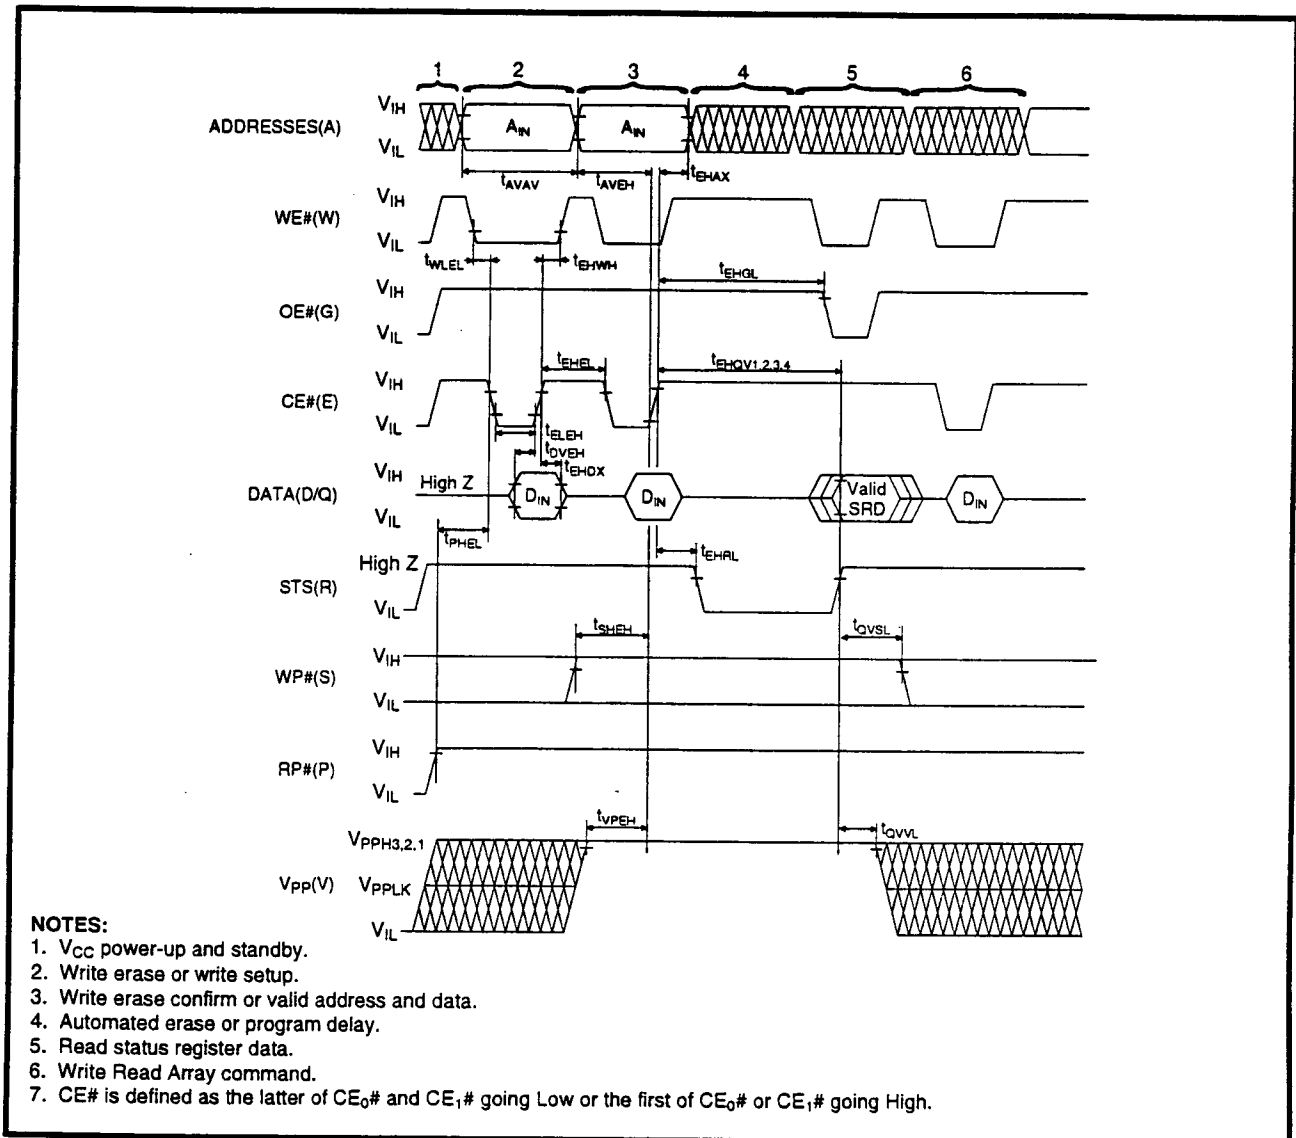 1 2 3 4 5 6
ADDRESSES(A) VIH VIL AIN AIN
tAVAV tAVEH tEHAX
WE#(W) VIH VIL
tWLEL tEHWH tEHGL
OE#(G) VIH VIL
tEHEL tEHQV1,2,3,4
CE#(E) VIH VIL
tELEH
tDVEH
tEHDX
DATA(D/Q) VIH High Z VIL DIN DIN Valid SRD DIN
tPHEL
tEHRL
STS(R) High Z VIL
tSHEH tQVSL
WP#(S) VIH VIL
RP#(P) VIH VIL
tVPEH tQVVL
VPP(V) VPPH3,2,1 VPPLK VIL
NOTES:
1. VCC power-up and standby.
2. Write erase or write setup.
3. Write erase confirm or valid address and data.
4. Automated erase or program delay.
5. Read status register data.
6. Write Read Array command.
7. CE# is defined as the latter of CE0# and CE1# going Low or the first of CE0# or CE1# going High.